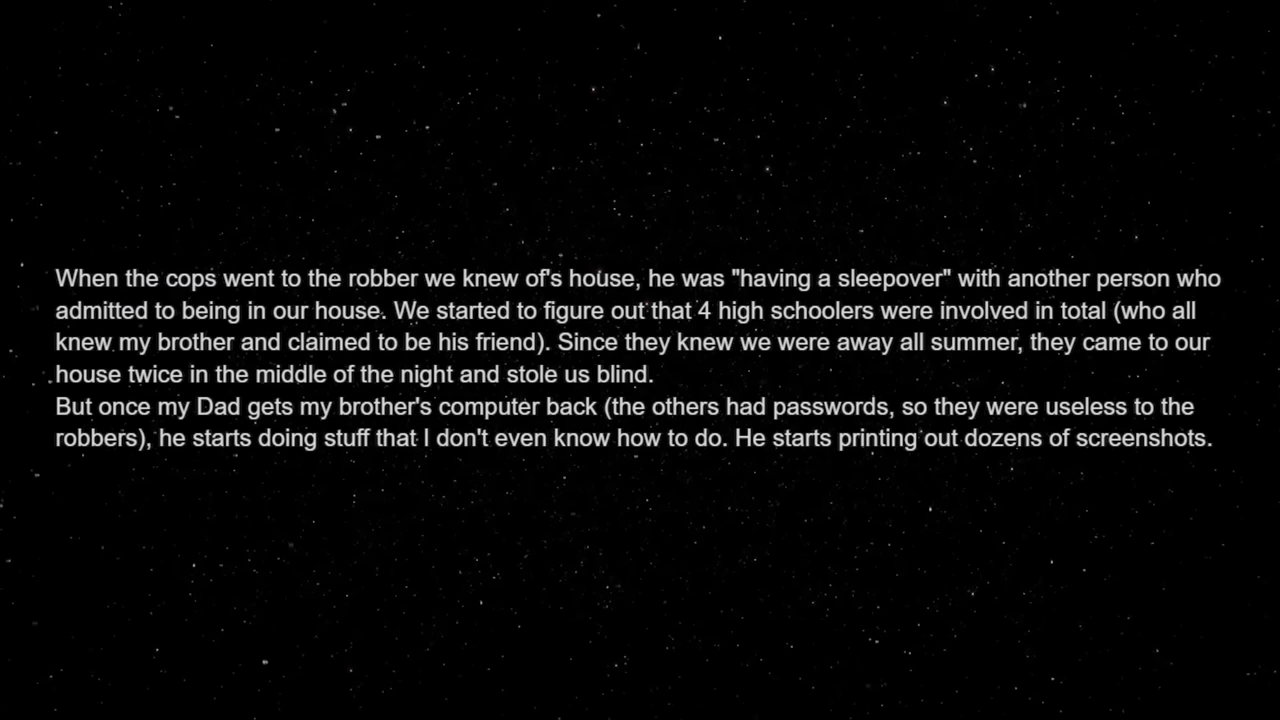 When the cops went to the robber we knew of's house, he was "having a sleepover" with another person who
admitted to being in our house. We started to figure out that 4 high schoolers were involved in total (who all
knew my brother and claimed to be his friend). Since they knew we were away all summer, they came to our
house twice in the middle of the night and stole us blind.
But once my Dad gets my brother's computer back (the others had passwords, so they were useless to the
robbers), he starts doing stuff that I don't even know how to do. He starts printing out dozens of screenshots.